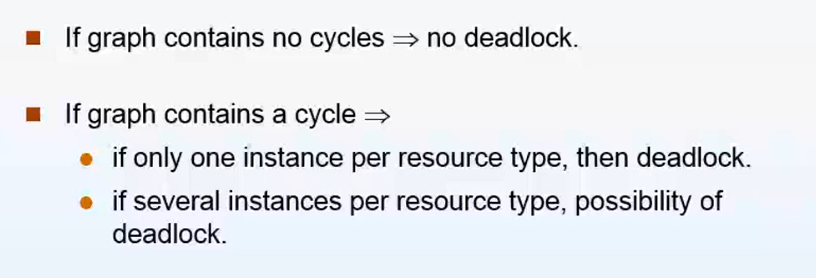 If graph contains no cycles ⇒ no deadlock.
If graph contains a cycle ⇒
if only one instance per resource type, then deadlock.
if several instances per resource type, possibility of
deadlock.